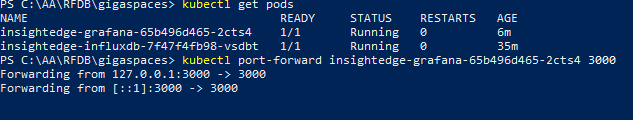 PS C:\AA\RFDB\gigaspaces> kubectl get pods
NAME READY STATUS RESTARTS AGE
insightedge-grafana-65b496d465-2cts4 1/1 Running 0 6m
insightedge-influxdb-7f47f4fb98-vsdbt 1/1 Running 0 35m
PS C:\AA\RFDB\gigaspaces> kubectl port-forward insightedge-grafana-65b496d465-2cts4 3000
Forwarding from 127.0.0.1:3000 -> 3000
Forwarding from [::1]:3000 -> 3000